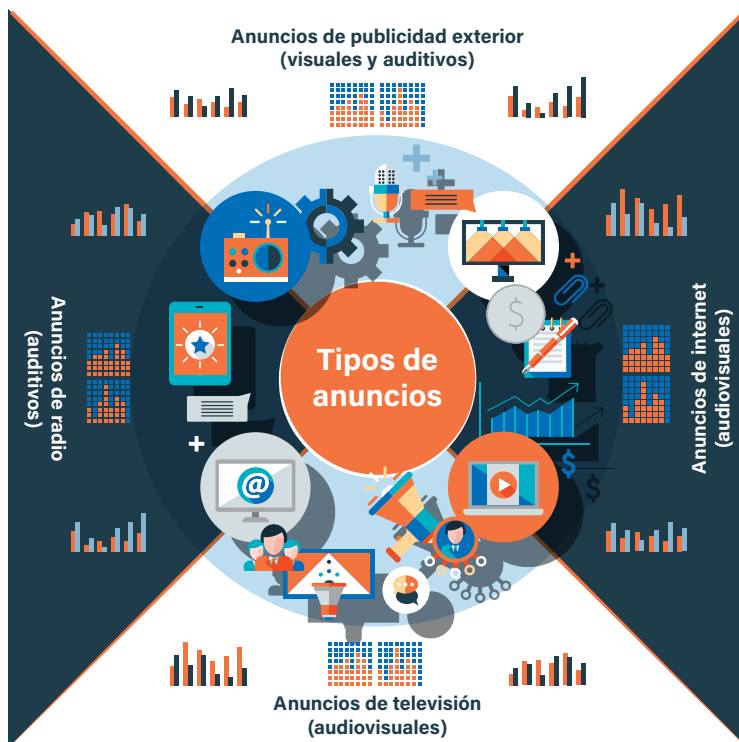 Anuncios de publicidad exterior
(visuales y auditivos)
Anuncios de radio
(auditivos)
Tipos de
anuncios
Anuncios de internet
(audiovisuales)
$
@
$
$
Anuncios de televisión
(audiovisuales)